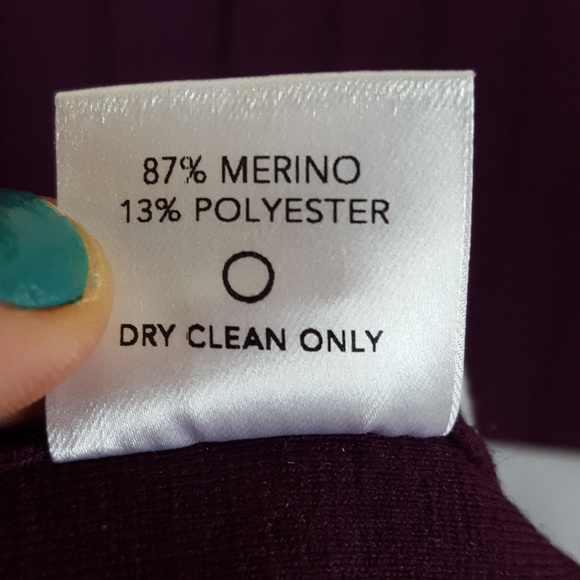 87% MERINO
13% POLYESTER
DRY CLEAN ONLY